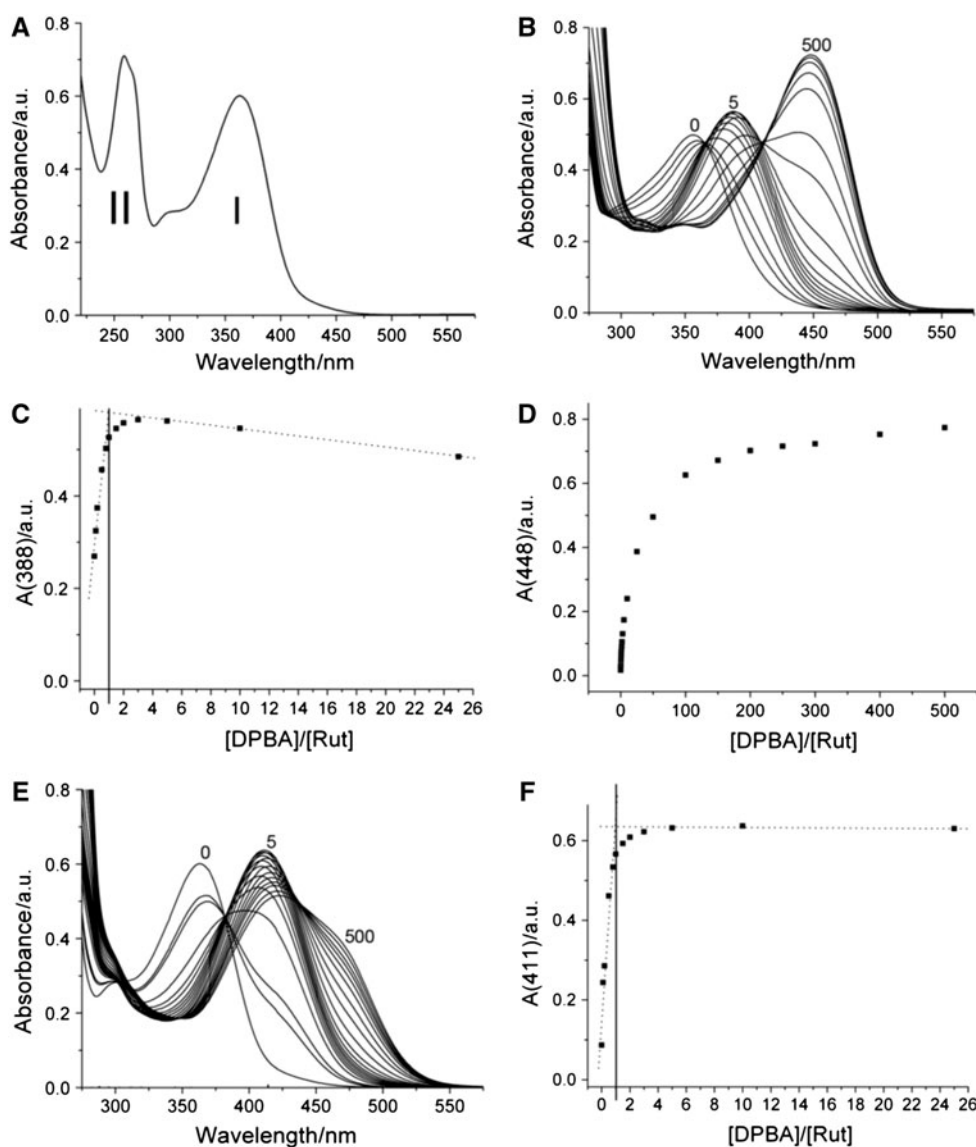 A
B
0.8
0.6
0.4
0.2
0.0
Absorbance/a.u.
II
I
250 300 350 400 450 500 550
Wavelength/nm
0.8
0.6
0.4
0.2
0.0
Absorbance/a.u.
0
5
500
300 350 400 450 500 550
Wavelength/nm
C
D
0.4
0.2
0.0
A(388)/a.u.
0 2 4 6 8 10 12 14 16 18 20 22 24 26
[DPBA]/[Rut]
0.8
0.6
0.4
0.2
0.0
A(448)/a.u.
0 100 200 300 400 500
[DPBA]/[Rut]
E
F
0.8
0.6
0.4
0.2
0.0
Absorbance/a.u.
0
5
500
300 350 400 450 500 550
Wavelength/nm
0.6
0.4
0.2
0.0
A(411)/a.u.
0 2 4 6 8 10 12 14 16 18 20 22 24 26
[DPBA]/[Rut]